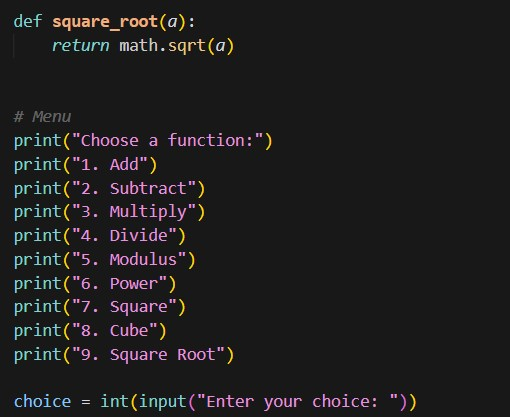 def square_root(a):
    return math.sqrt(a)
# Menu
print("Choose a function:")
print("1. Add")
print("2. Subtract")
print("3. Multiply")
print("4. Divide")
print("5. Modulus")
print("6. Power")
print("7. Square")
print("8. Cube")
print("9. Square Root")
choice = int(input("Enter your choice: "))